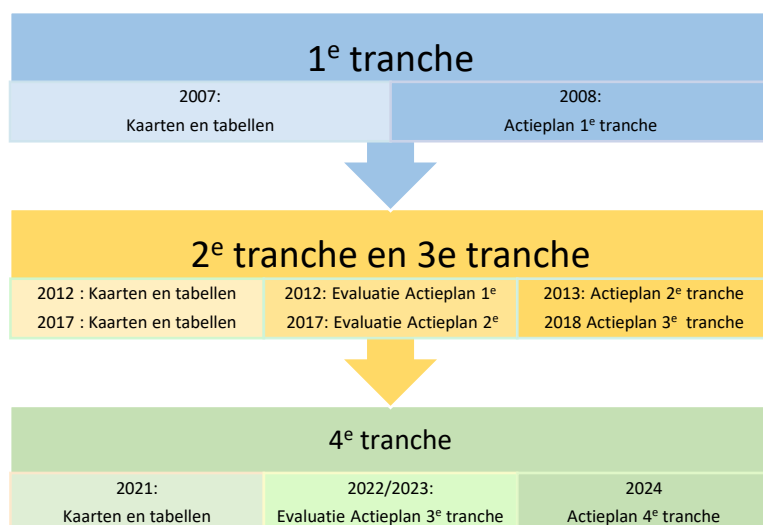 1e tranche
2007:
Kaarten en tabellen
2008:
Actieplan 1e tranche
2e tranche en 3e tranche
2012 : Kaarten en tabellen
2017 : Kaarten en tabellen
2012: Evaluatie Actieplan 1e
2017: Evaluatie Actieplan 2e
2013: Actieplan 2e tranche
2018 Actieplan 3e tranche
4e tranche
2021:
Kaarten en tabellen
2022/2023:
Evaluatie Actieplan 3e tranche
2024
Actieplan 4e tranche